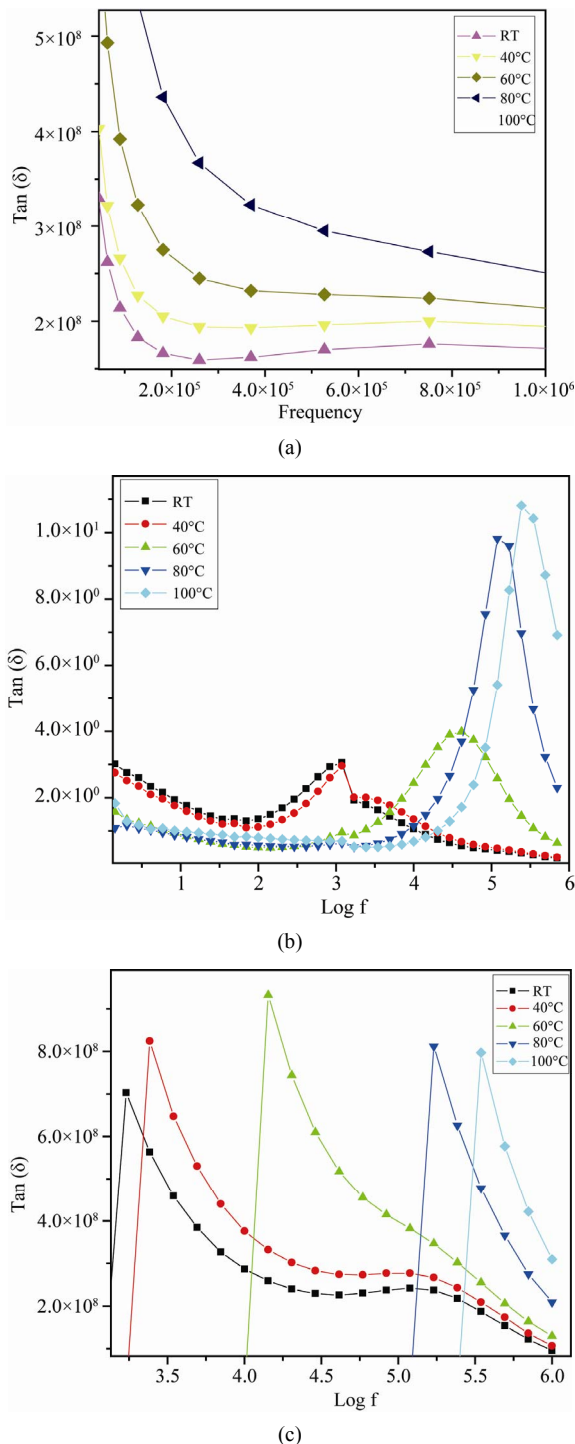 5×10⁸
4×10⁸
3×10⁸
2×10⁸
Tan (δ)
RT
40°C
60°C
80°C
100°C
2.0×10⁵ 4.0×10⁵ 6.0×10⁵ 8.0×10⁵ 1.0×10⁶
Frequency
(a)
1.0×10¹
8.0×10⁰
6.0×10⁰
4.0×10⁰
2.0×10⁰
Tan (δ)
RT
40°C
60°C
80°C
100°C
1 2 3 4 5 6
Log f
(b)
8.0×10⁸
6.0×10⁸
4.0×10⁸
2.0×10⁸
Tan (δ)
RT
40°C
60°C
80°C
100°C
3.5 4.0 4.5 5.0 5.5 6.0
Log f
(c)